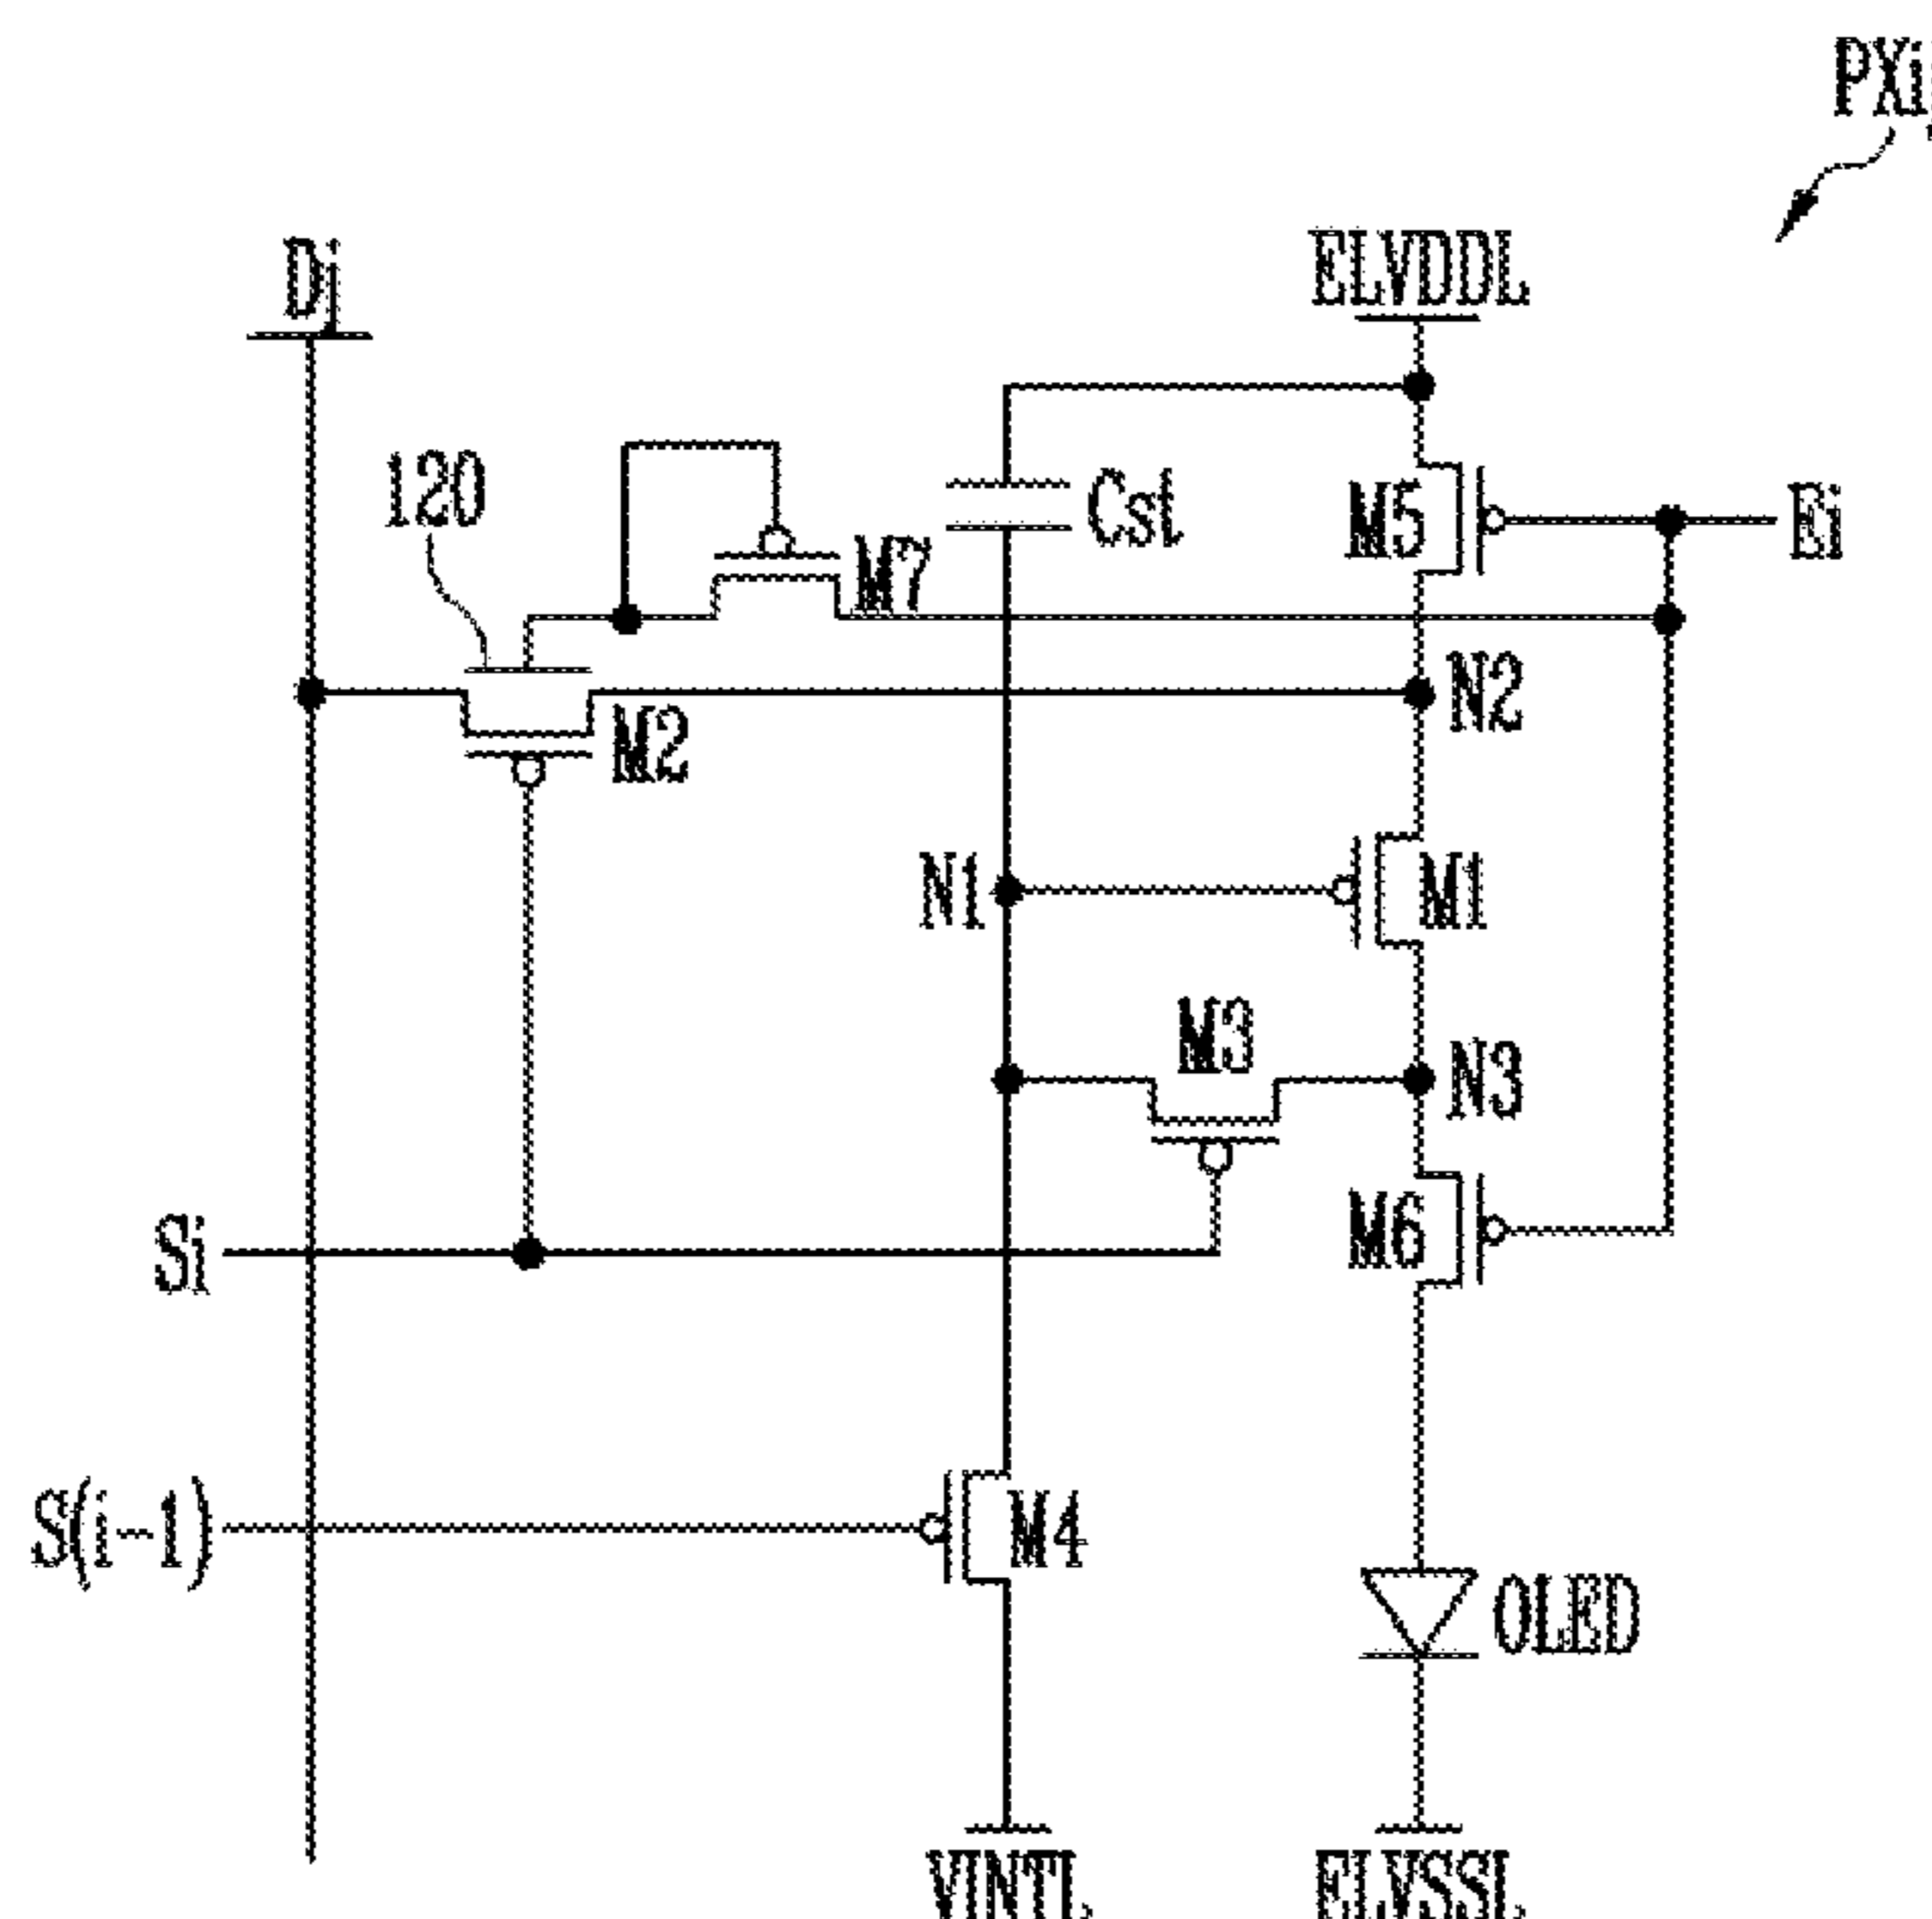 PXi
Dj
ELVDDL
120
Cst
M5
Ei
M7
N2
M2
N1
M1
M3
N3
Si
M6
S(i-1)
M4
OLED
VINTL
ELVSSL